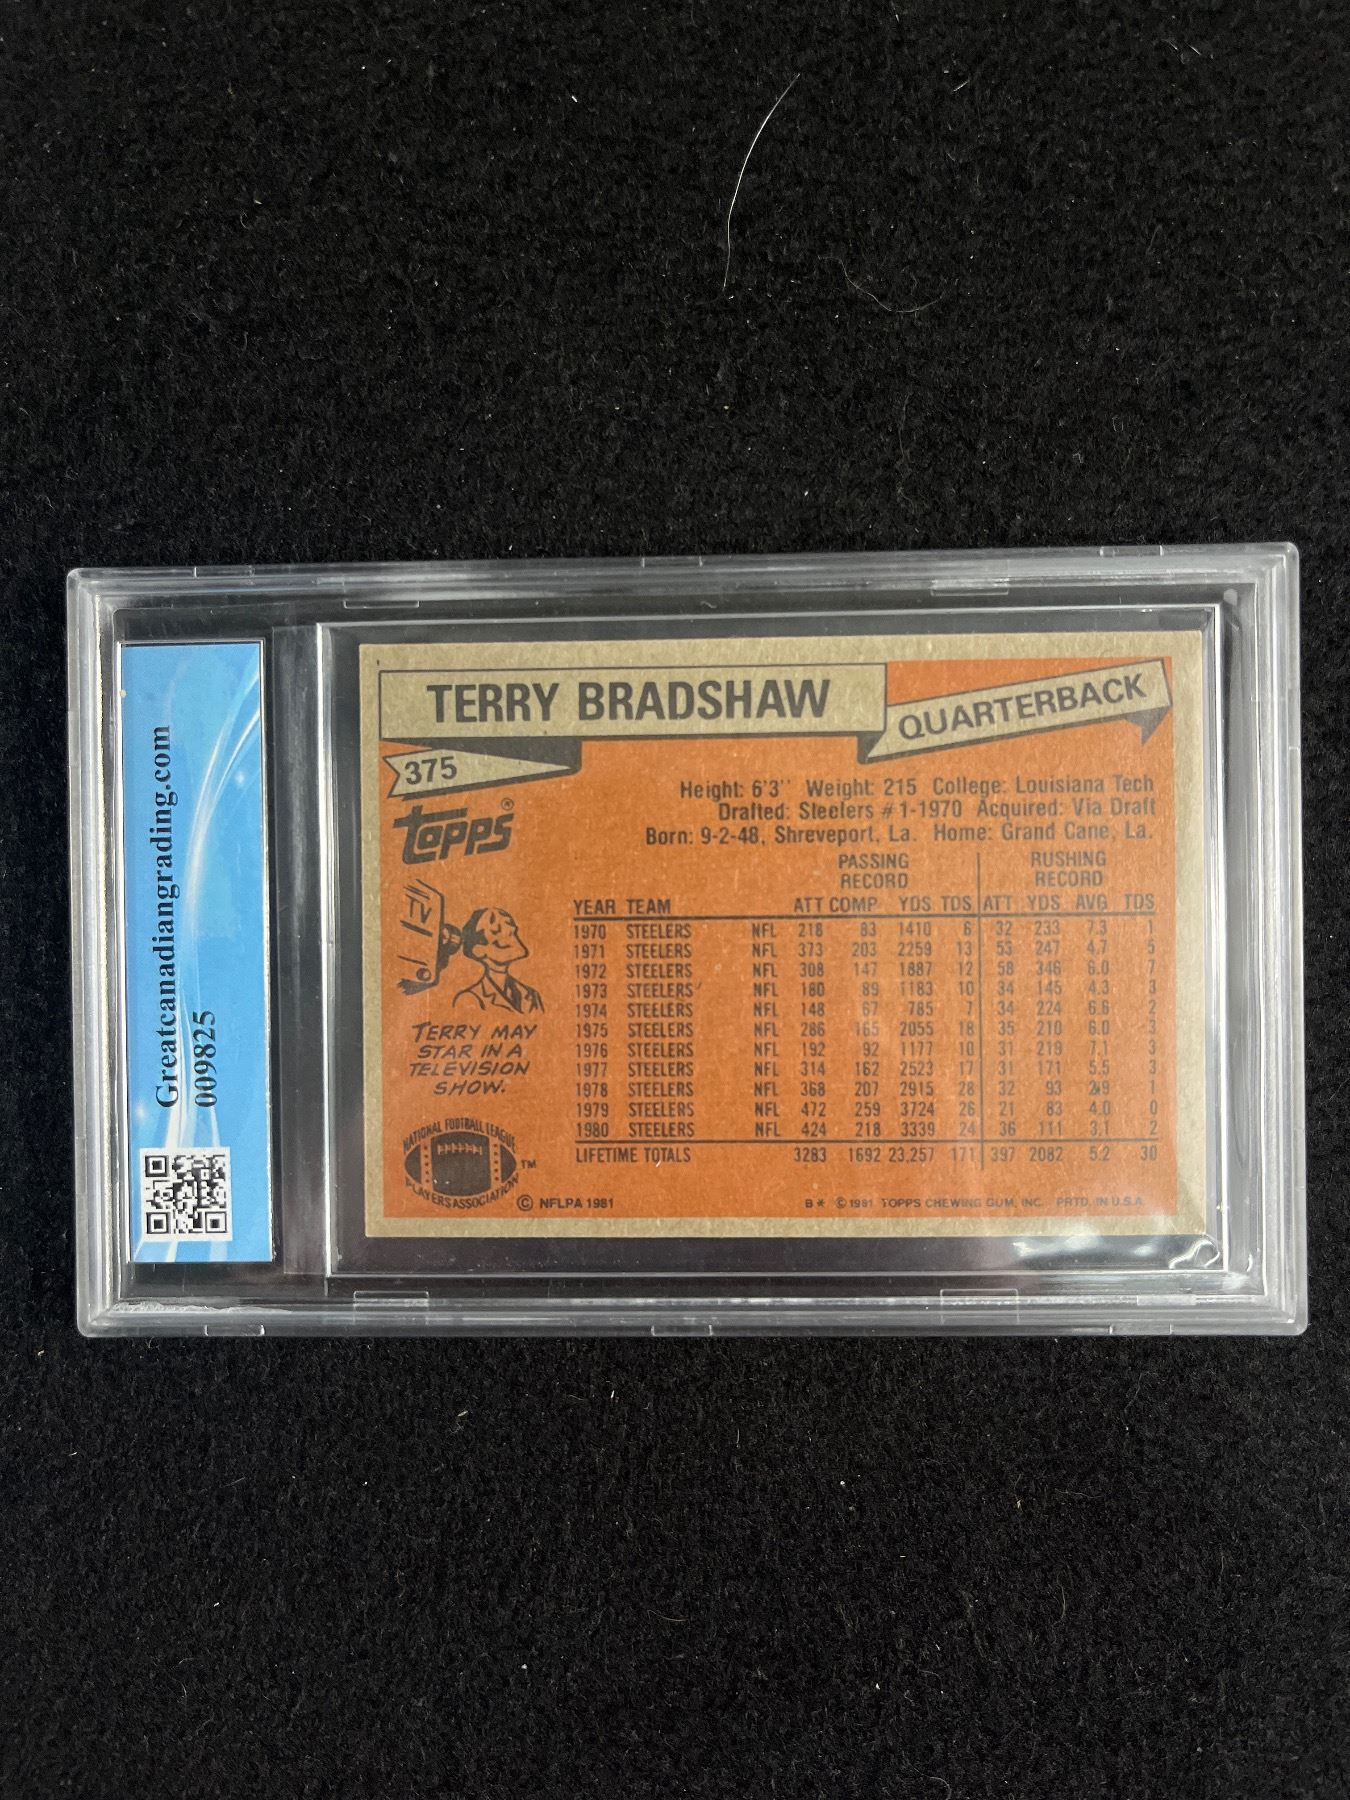 TERRY BRADSHAW
QUARTERBACK
375
topps®
Height: 6'3'' Weight: 215 College: Louisiana Tech
Drafted: Steelers #1-1970 Acquired: Via Draft
Born: 9-2-48, Shreveport, La. Home: Grand Cane, La.
PASSING RECORD RUSHING RECORD
YEAR TEAM ATT COMP YDS TDS ATT YDS AVG TDS
1970 STEELERS NFL 218 83 1410 6 32 233 7.3 1
1971 STEELERS NFL 373 203 2259 13 53 247 4.7 5
1972 STEELERS NFL 308 147 1887 12 58 346 6.0 7
1973 STEELERS NFL 180 89 1183 10 34 145 4.3 3
1974 STEELERS NFL 148 67 785 7 34 224 6.6 2
1975 STEELERS NFL 286 165 2055 18 35 210 6.0 3
1976 STEELERS NFL 192 92 1177 10 31 219 7.1 3
1977 STEELERS NFL 314 162 2523 17 31 171 5.5 3
1978 STEELERS NFL 368 207 2915 28 32 93 2.9 1
1979 STEELERS NFL 472 259 3724 26 21 83 4.0 0
1980 STEELERS NFL 424 218 3339 24 36 111 3.1 2
LIFETIME TOTALS 3283 1692 23,257 171 397 2082 5.2 30
TV
TERRY MAY
STAR IN A
TELEVISION
SHOW.
NATIONAL FOOTBALL LEAGUE
PLAYERS ASSOCIATION
TM
© NFLPA 1981
B* © 1981 TOPPS CHEWING GUM, INC. PRTD. IN U.S.A.
Greatcanadiangrading.com
009825